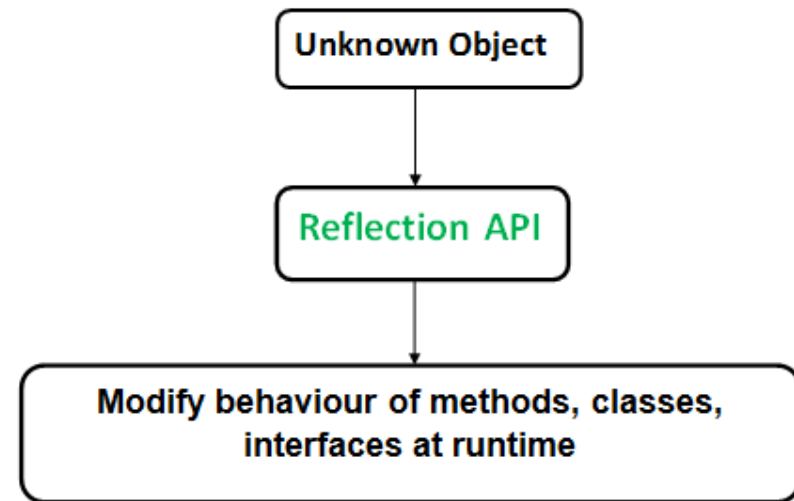 Unknown Object
Reflection API
Modify behaviour of methods, classes,
interfaces at runtime